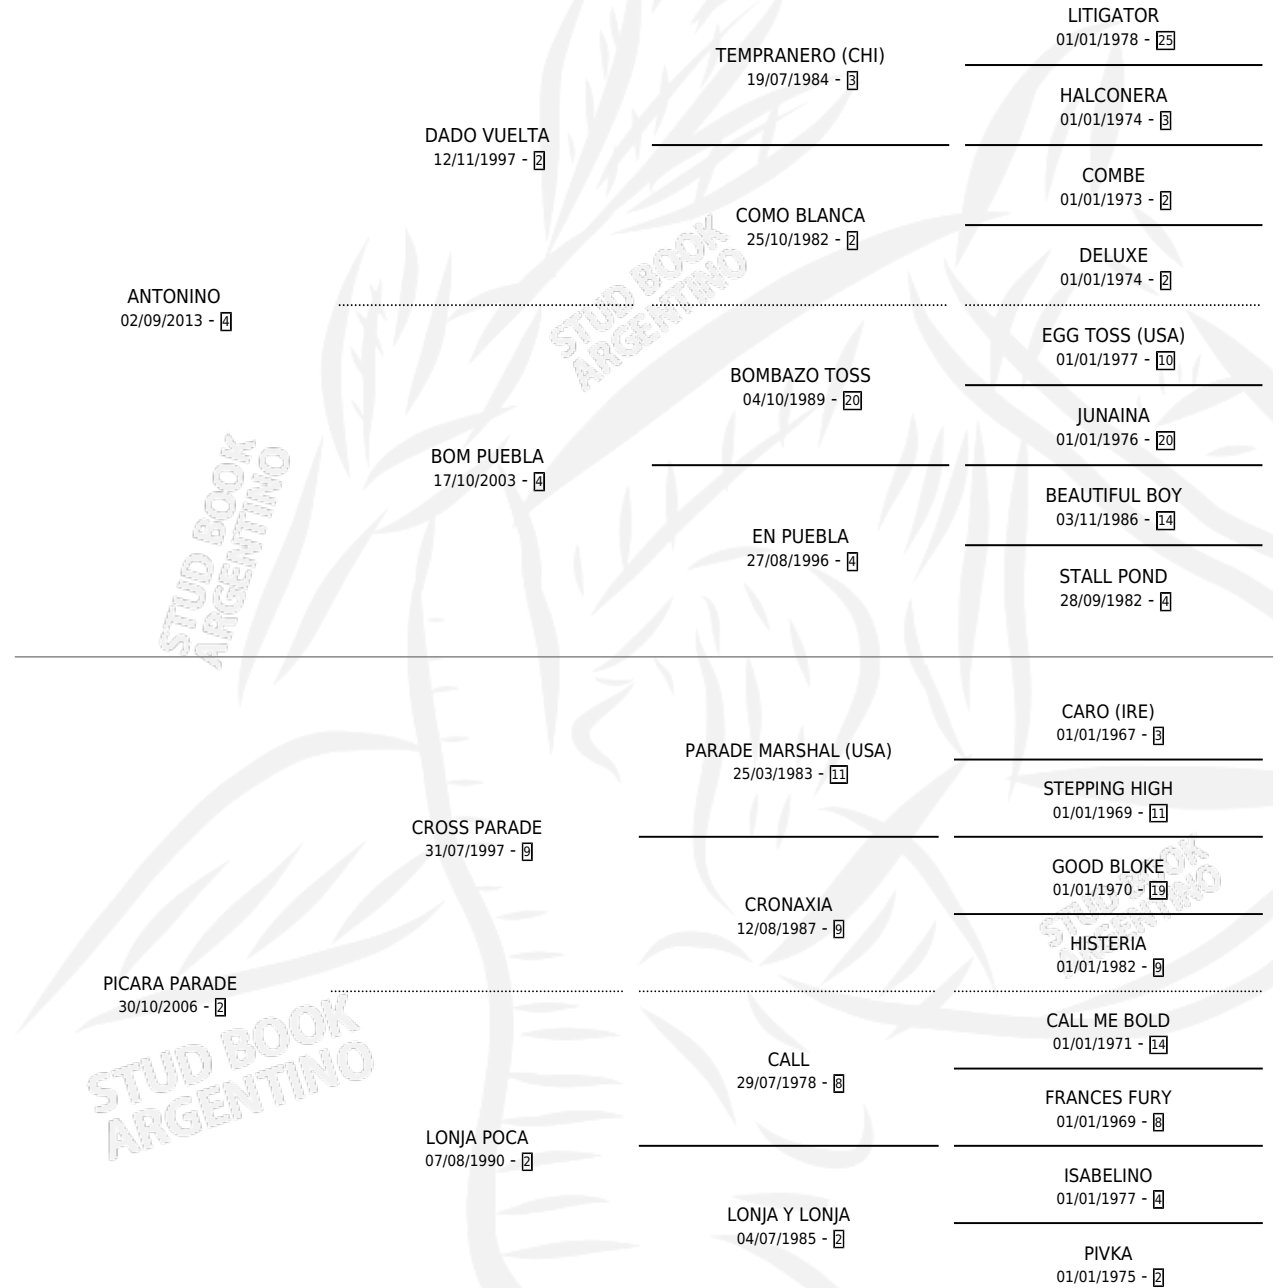 LITIGATOR
01/01/1978 - 25
TEMPRANERO (CHI)
19/07/1984 - 3
HALCONERA
01/01/1974 - 3
DADO VUELTA
12/11/1997 - 2
COMBE
01/01/1973 - 2
COMO BLANCA
25/10/1982 - 2
DELUXE
01/01/1974 - 2
ANTONINO
02/09/2013 - 4
EGG TOSS (USA)
01/01/1977 - 10
BOMBAZO TOSS
04/10/1989 - 20
JUNAINA
01/01/1976 - 20
BOM PUEBLA
17/10/2003 - 4
BEAUTIFUL BOY
03/11/1986 - 14
EN PUEBLA
27/08/1996 - 4
STALL POND
28/09/1982 - 4
STUD BOOK
ARGENTINO
STUD BOOK
ARGENTINO
CARO (IRE)
01/01/1967 - 3
PARADE MARSHAL (USA)
25/03/1983 - 11
STEPPING HIGH
01/01/1969 - 11
CROSS PARADE
31/07/1997 - 9
GOOD BLOKE
01/01/1970 - 19
CRONAXIA
12/08/1987 - 9
HISTERIA
01/01/1982 - 9
PICARA PARADE
30/10/2006 - 2
CALL ME BOLD
01/01/1971 - 14
CALL
29/07/1978 - 8
FRANCES FURY
01/01/1969 - 8
LONJA POCA
07/08/1990 - 2
ISABELINO
01/01/1977 - 4
LONJA Y LONJA
04/07/1985 - 2
PIVKA
01/01/1975 - 2
STUD BOOK
ARGENTINO
STUD BOOK
ARGENTINO